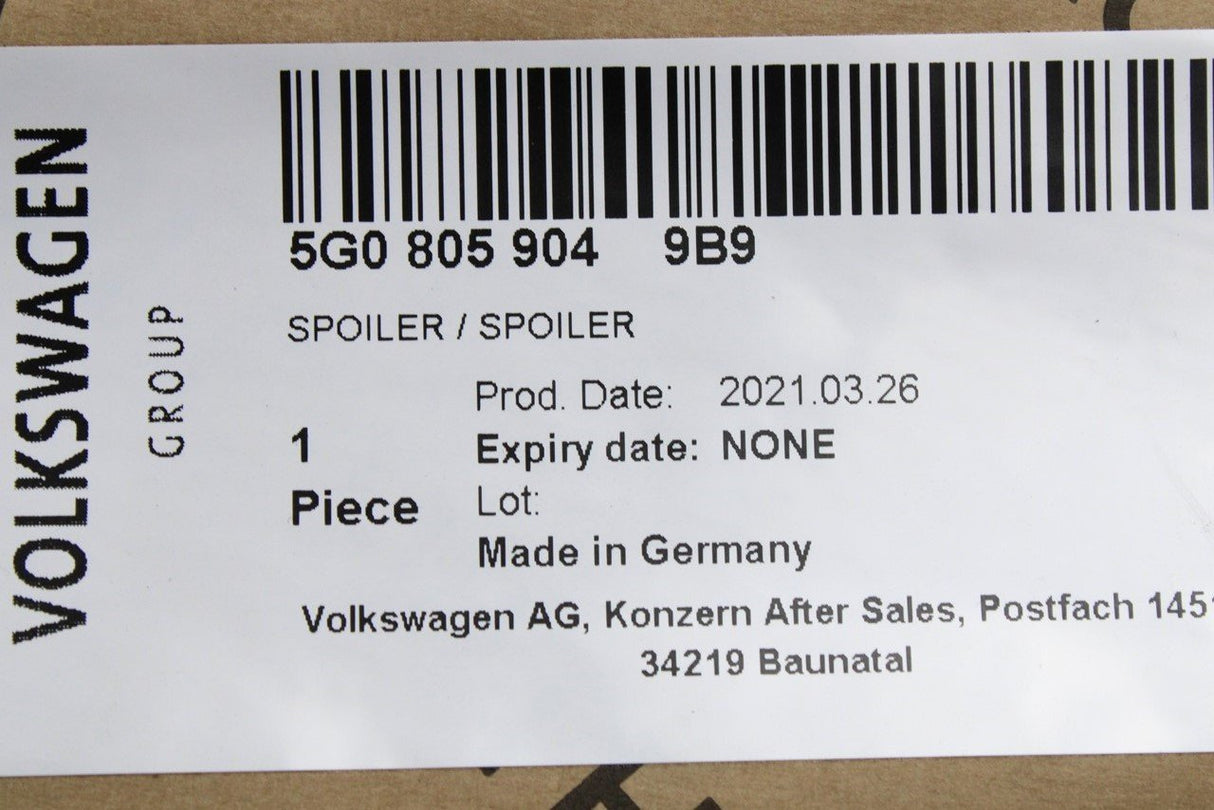 VOLKSWAGEN
GROUP
5G0 805 904 9B9
SPOILER / SPOILER
Prod. Date: 2021.03.26
1 Expiry date: NONE
Piece Lot:
Made in Germany
Volkswagen AG, Konzern After Sales, Postfach 145
34219 Baunatal